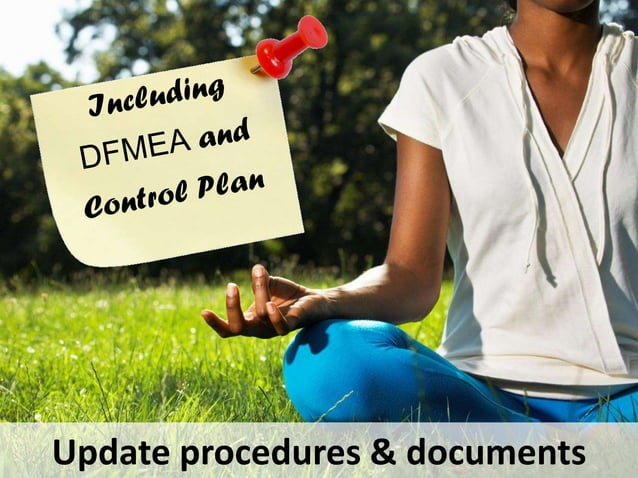 Including
DFMEA and
Control Plan
Update procedures & documents